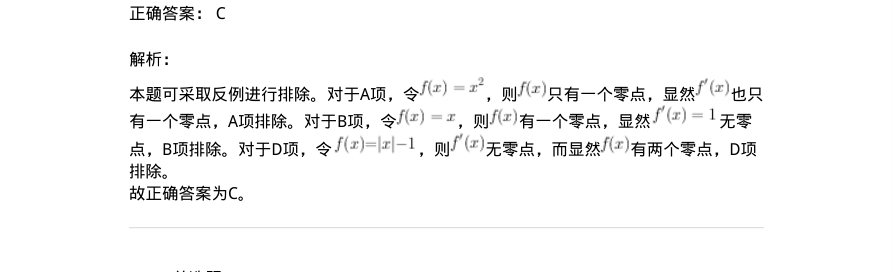 正确答案： C
解析：
本题可采取反例进行排除。对于A项，令f(x) = x²，则f(x)只有一个零点，显然f′(x)也只
有一个零点，A项排除。对于B项，令f(x) = x，则f(x)有一个零点，显然f′(x) = 1无零
点，B项排除。对于D项，令f(x)=|x|−1，则f′(x)无零点，而显然f(x)有两个零点，D项
排除。
故正确答案为C。